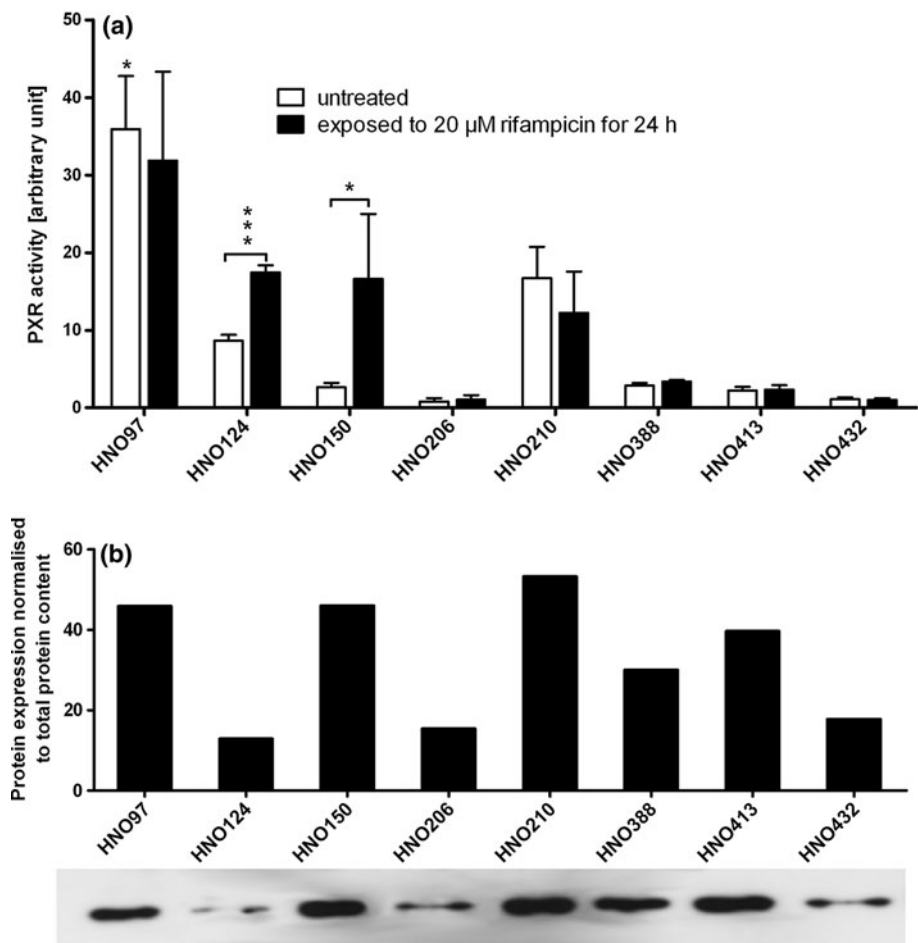 (a)
50
40
30
20
10
0
PXR activity [arbitrary unit]
*
***
*
untreated
exposed to 20 µM rifampicin for 24 h
HNO97
HNO124
HNO150
HNO206
HNO210
HNO388
HNO413
HNO432
(b)
60
40
20
0
Protein expression normalised
to total protein content
HNO97
HNO124
HNO150
HNO206
HNO210
HNO388
HNO413
HNO432